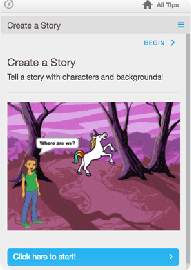 All Tips
Create a Story
BEGIN
Create a Story
Tell a story with characters and backgrounds!
Where are we?
Click here to start!